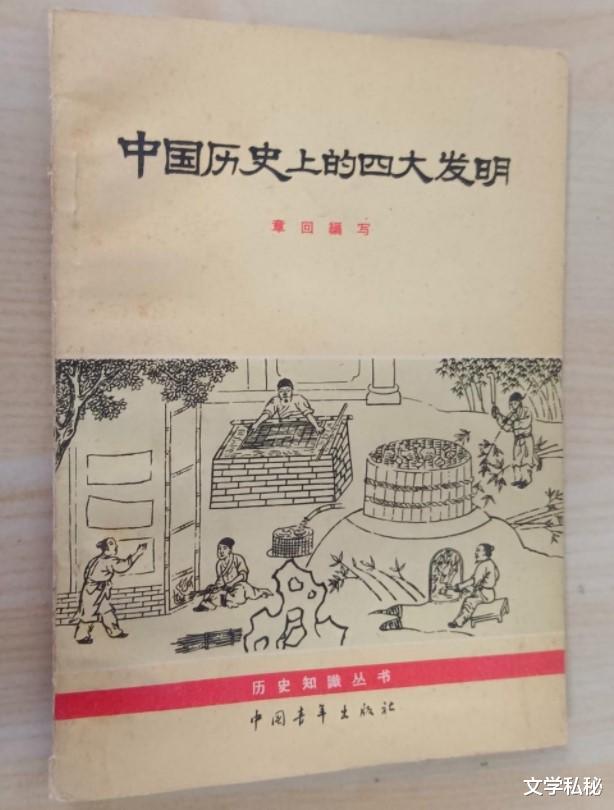 中国历史上的四大发明
章回編写
历史知識丛书
中国青年出版社
文学私秘